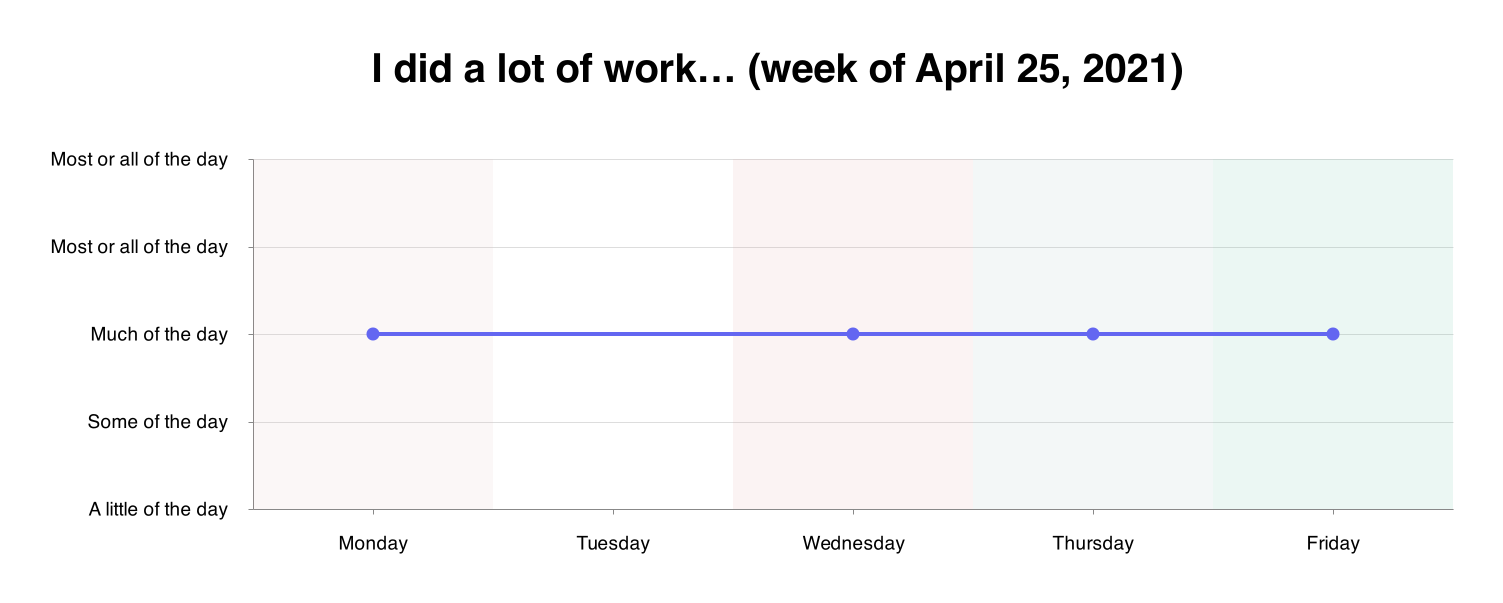 I did a lot of work… (week of April 25, 2021)
Most or all of the day
Most or all of the day
Much of the day
Some of the day
A little of the day
Monday
Tuesday
Wednesday
Thursday
Friday